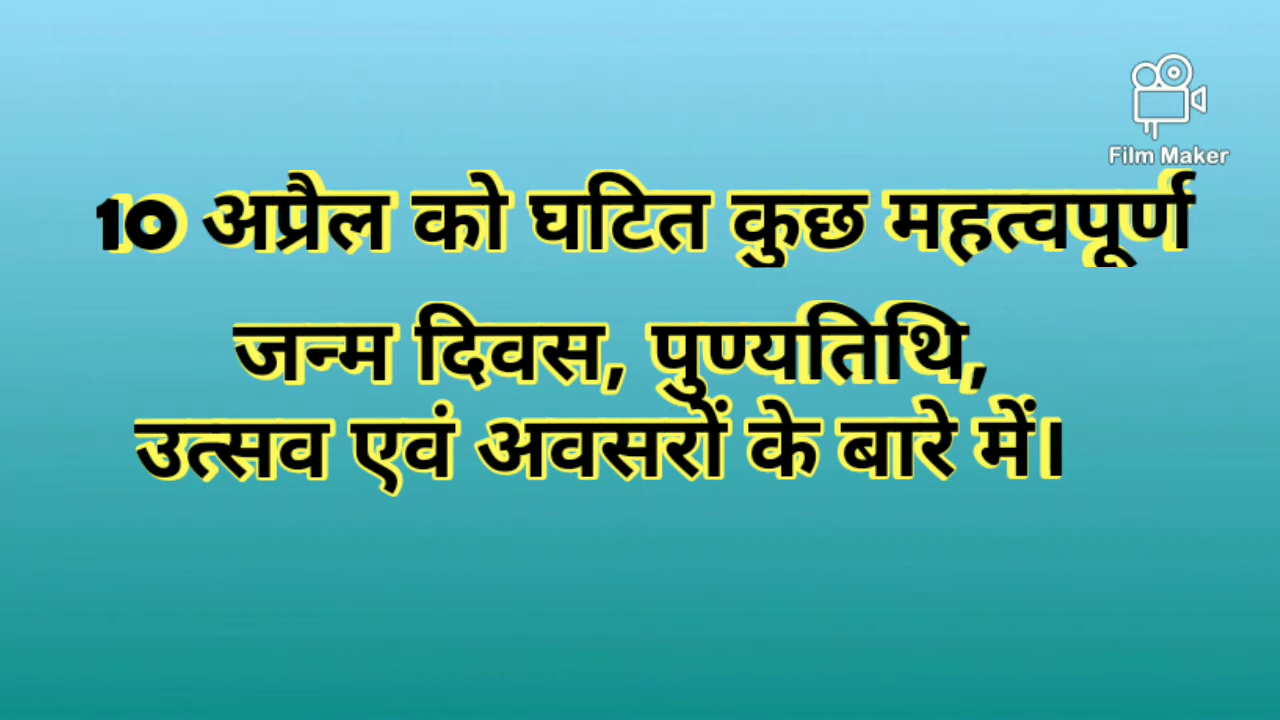 Film Maker
10 अप्रैल को घटित कुछ महत्वपूर्ण
जन्म दिवस, पुण्यतिथि,
उत्सव एवं अवसरों के बारे में।